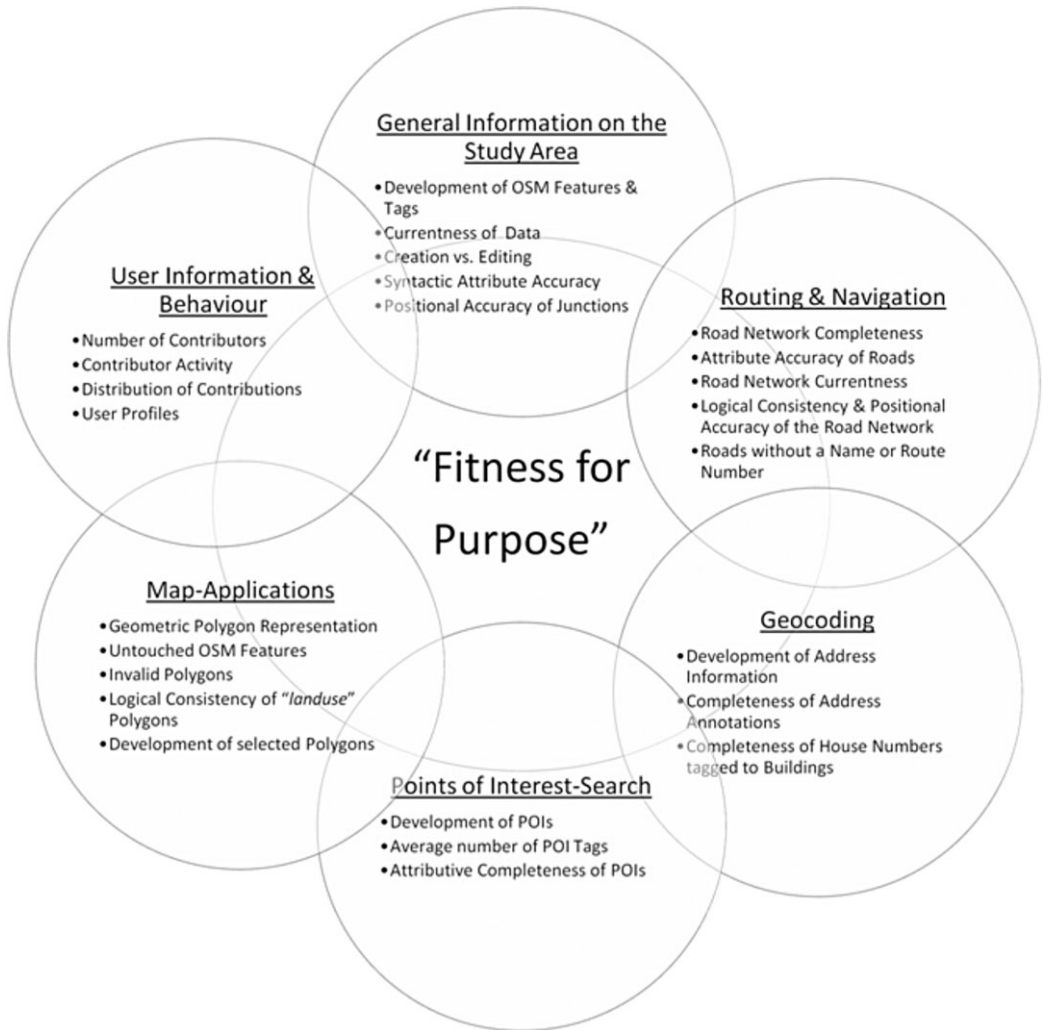 General Information on the
Study Area
•Development of OSM Features &
Tags
•Currentness of Data
•Creation vs. Editing
•Syntactic Attribute Accuracy
•Positional Accuracy of Junctions
User Information &
Behaviour
•Number of Contributors
•Contributor Activity
•Distribution of Contributions
•User Profiles
Routing & Navigation
•Road Network Completeness
•Attribute Accuracy of Roads
•Road Network Currentness
•Logical Consistency & Positional
Accuracy of the Road Network
•Roads without a Name or Route
Number
“Fitness for
Purpose”
Map-Applications
•Geometric Polygon Representation
•Untouched OSM Features
•Invalid Polygons
•Logical Consistency of “landuse”
Polygons
•Development of selected Polygons
Geocoding
•Development of Address
Information
•Completeness of Address
Annotations
•Completeness of House Numbers
tagged to Buildings
Points of Interest-Search
•Development of POIs
•Average number of POI Tags
•Attributive Completeness of POIs